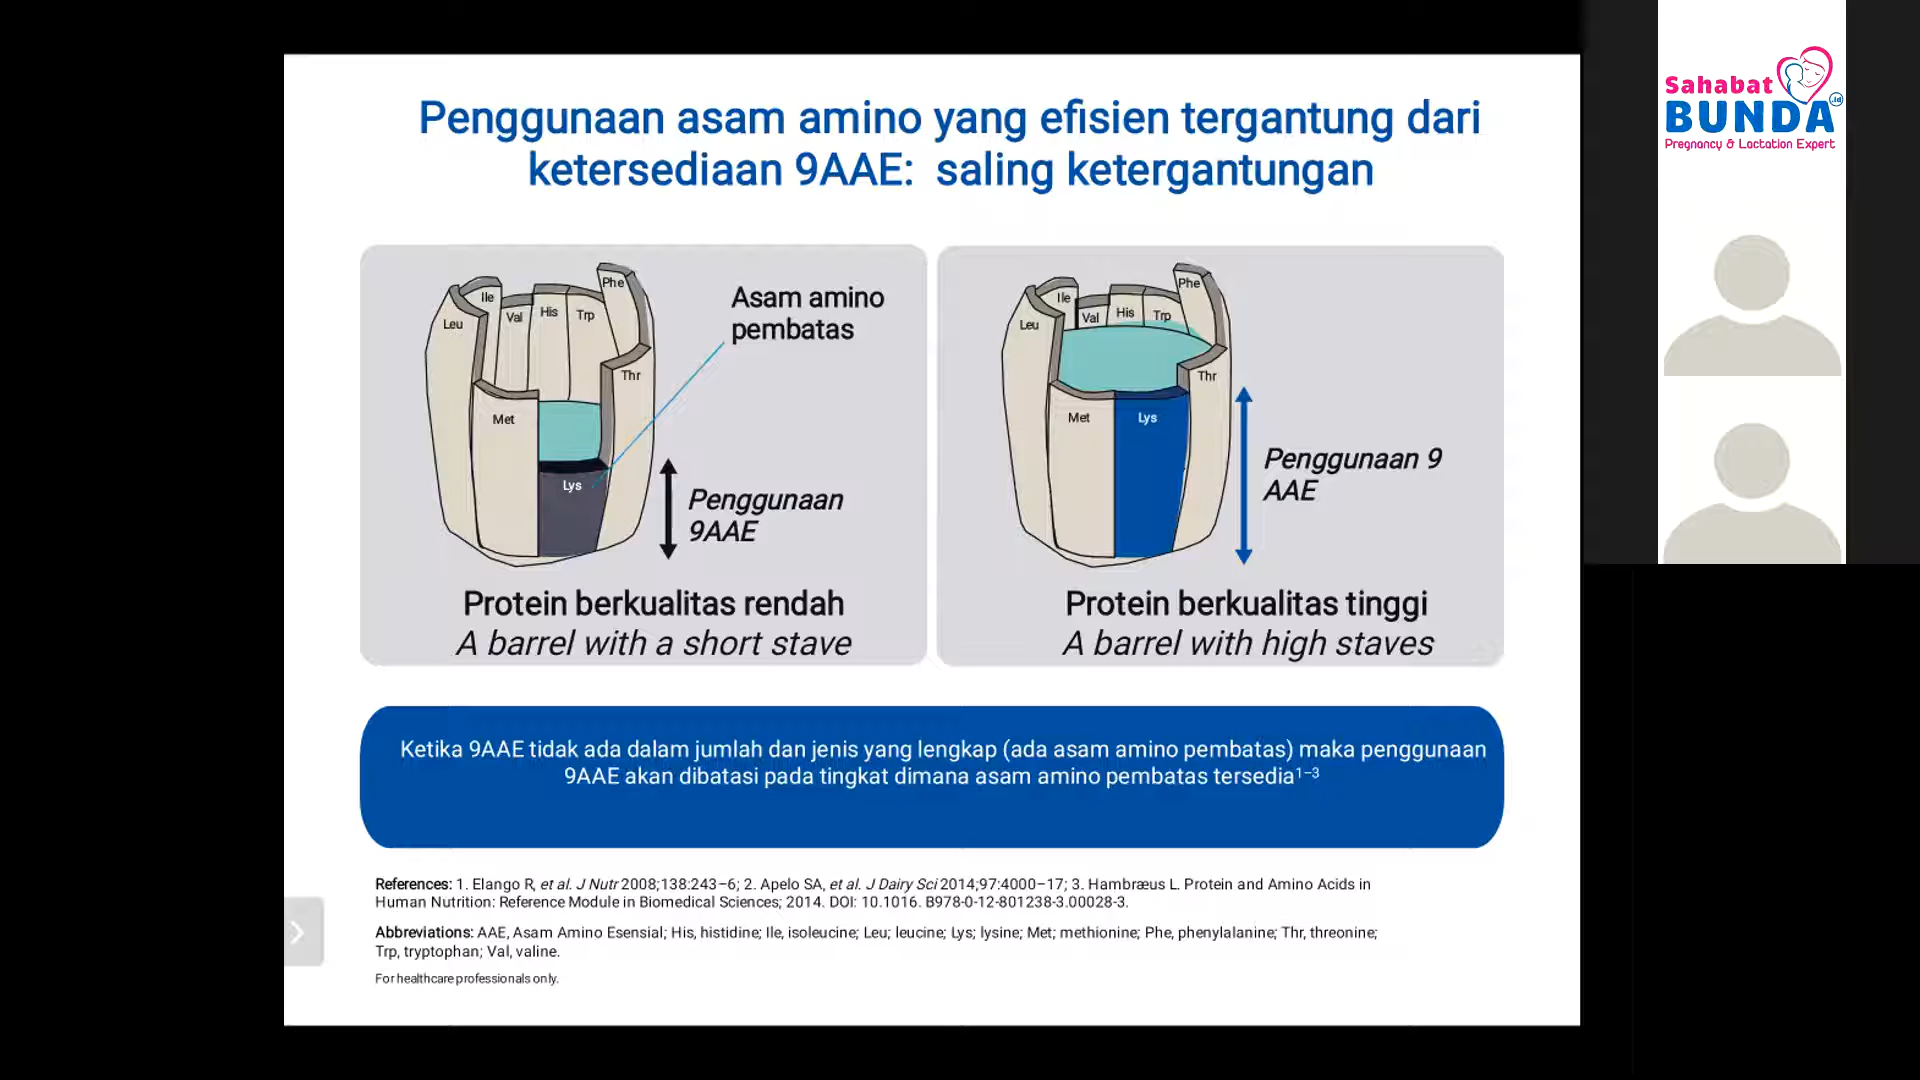 Penggunaan asam amino yang efisien tergantung dari
ketersediaan 9AAE: saling ketergantungan
Leu
Ile
Val
His
Trp
Phe
Thr
Met
Lys
Asam amino
pembatas
Penggunaan
9AAE
Protein berkualitas rendah
A barrel with a short stave
Leu
Ile
Val
His
Trp
Phe
Thr
Met
Lys
Penggunaan 9
AAE
Protein berkualitas tinggi
A barrel with high staves
Ketika 9AAE tidak ada dalam jumlah dan jenis yang lengkap (ada asam amino pembatas) maka penggunaan
9AAE akan dibatasi pada tingkat dimana asam amino pembatas tersedia¹⁻³
References: 1. Elango R, et al. J Nutr 2008;138:243–6; 2. Apelo SA, et al. J Dairy Sci 2014;97:4000–17; 3. Hambræus L. Protein and Amino Acids in
Human Nutrition: Reference Module in Biomedical Sciences; 2014. DOI: 10.1016. B978-0-12-801238-3.00028-3.
Abbreviations: AAE, Asam Amino Esensial; His, histidine; Ile, isoleucine; Leu; leucine; Lys; lysine; Met; methionine; Phe, phenylalanine; Thr, threonine;
Trp, tryptophan; Val, valine.
For healthcare professionals only.
Sahabat
BUNDA.id
Pregnancy & Lactation Expert